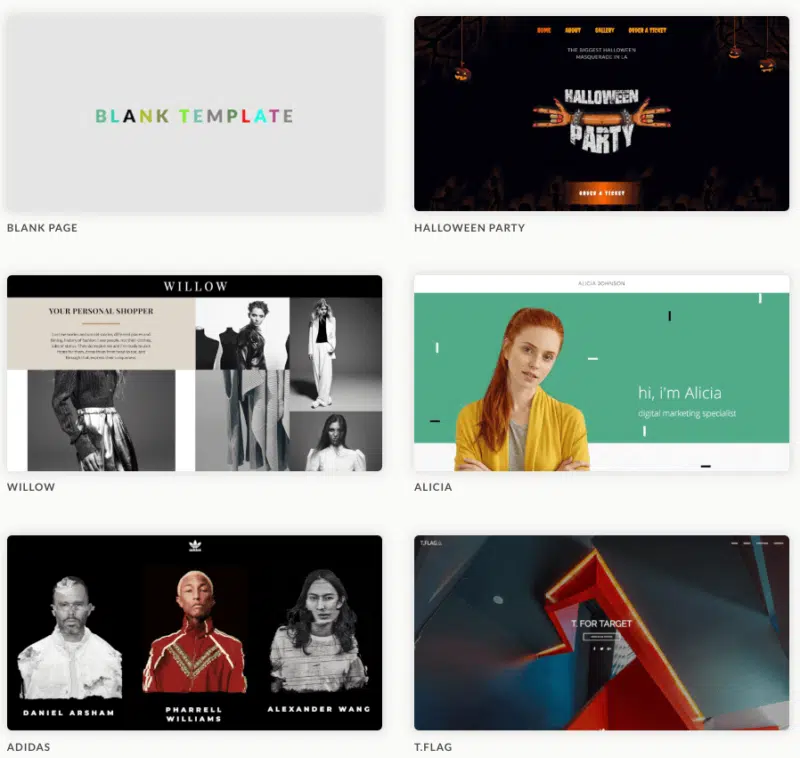 BLANK TEMPLATE
BLANK PAGE
HOME ABOUT GALLERY ORDER A TICKET
THE BIGGEST HALLOWEEN
MASQUERADE IN LA
HALLOWEEN
PARTY
ORDER A TICKET
HALLOWEEN PARTY
WILLOW
YOUR PERSONAL SHOPPER
WILLOW
ALICIA JOHNSON
hi, i'm Alicia
digital marketing specialist
ALICIA
DANIEL ARSHAM
PHARRELL
WILLIAMS
ALEXANDER WANG
ADIDAS
T.FLAG
T. FOR TARGET
T.FLAG